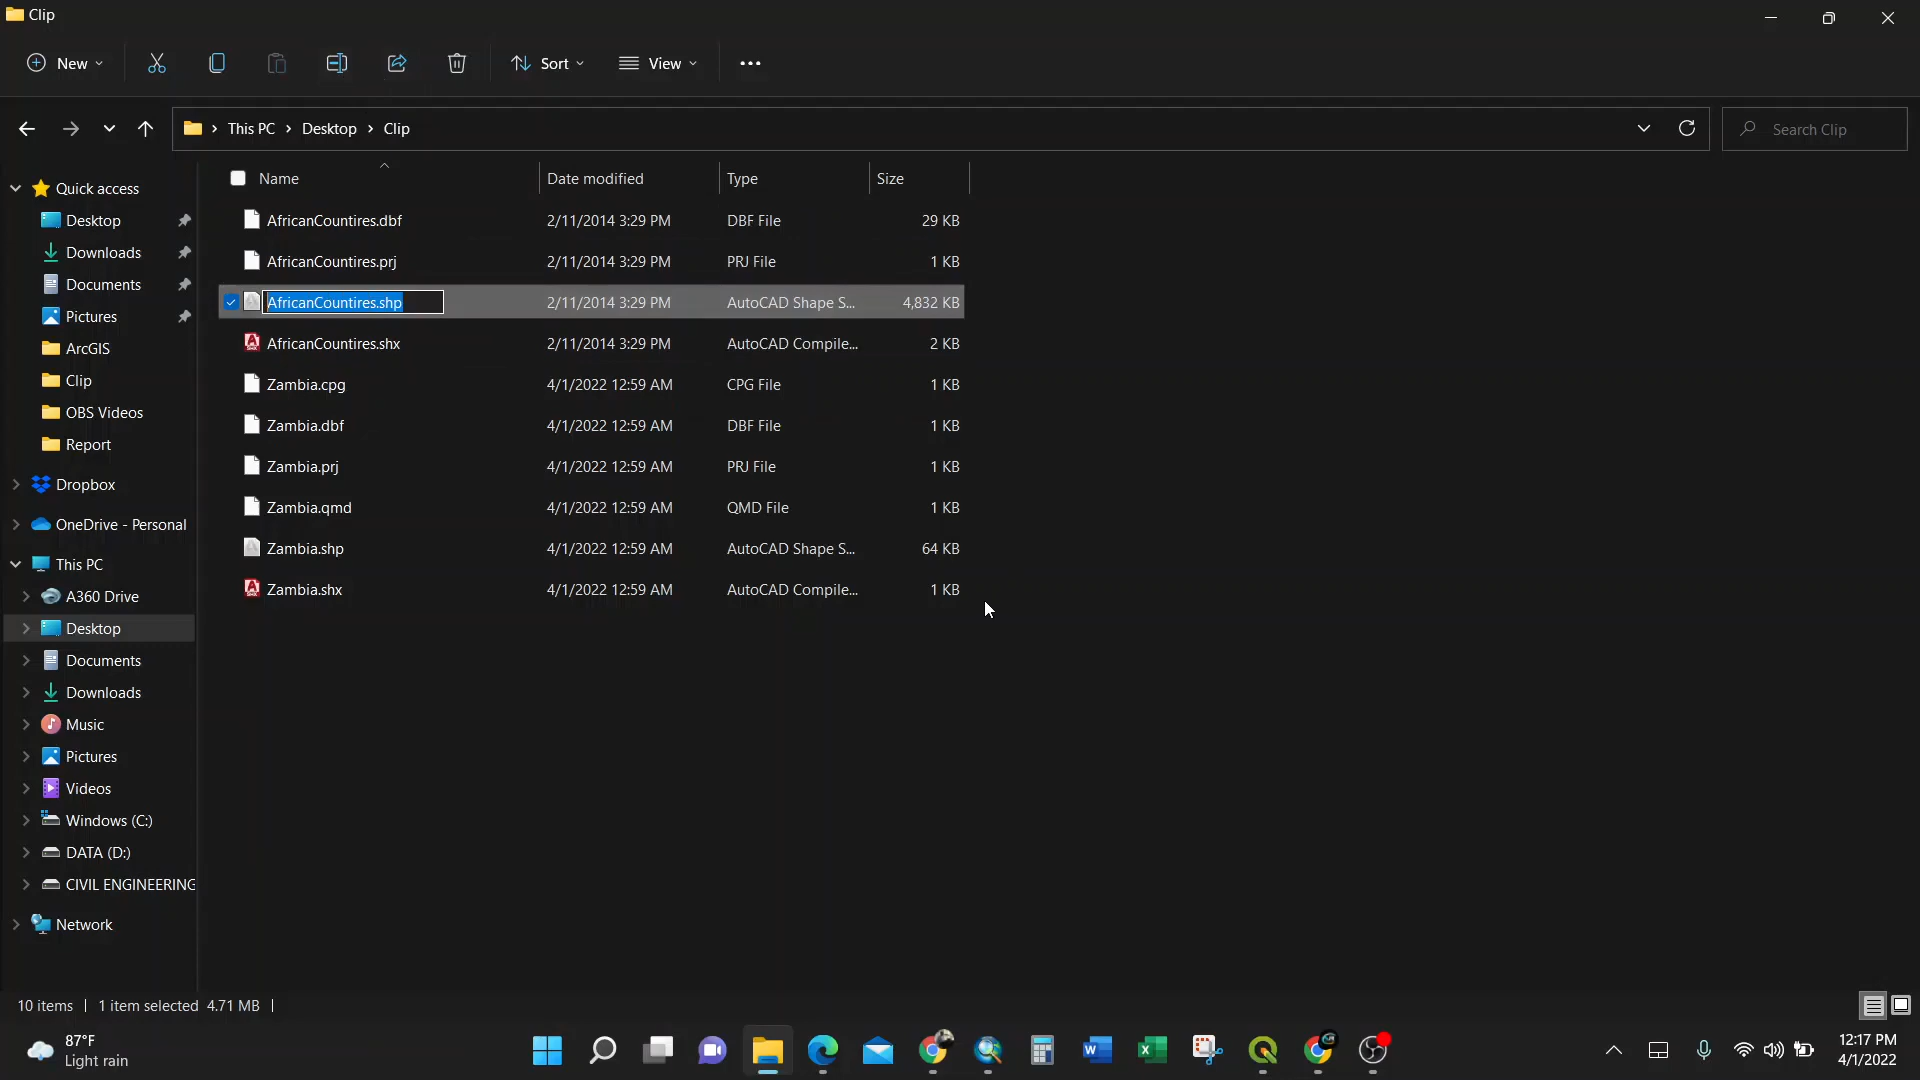 Clip
New
Sort
View
This PC
Desktop
Clip
Search Clip
Name
Date modified
Type
Size
Quick access
Desktop
Downloads
Documents
Pictures
ArcGIS
Clip
OBS Videos
Report
Dropbox
OneDrive - Personal
This PC
A360 Drive
Desktop
Documents
Downloads
Music
Pictures
Videos
Windows (C:)
DATA (D:)
CIVIL ENGINEERING
Network
AfricanCountires.dbf 2/11/2014 3:29 PM DBF File 29 KB
AfricanCountires.prj 2/11/2014 3:29 PM PRJ File 1 KB
AfricanCountires.shp 2/11/2014 3:29 PM AutoCAD Shape S... 4,832 KB
AfricanCountires.shx 2/11/2014 3:29 PM AutoCAD Compile... 2 KB
Zambia.cpg 4/1/2022 12:59 AM CPG File 1 KB
Zambia.dbf 4/1/2022 12:59 AM DBF File 1 KB
Zambia.prj 4/1/2022 12:59 AM PRJ File 1 KB
Zambia.qmd 4/1/2022 12:59 AM QMD File 1 KB
Zambia.shp 4/1/2022 12:59 AM AutoCAD Shape S... 64 KB
Zambia.shx 4/1/2022 12:59 AM AutoCAD Compile... 1 KB
10 items 1 item selected 4.71 MB
87°F
Light rain
12:17 PM
4/1/2022